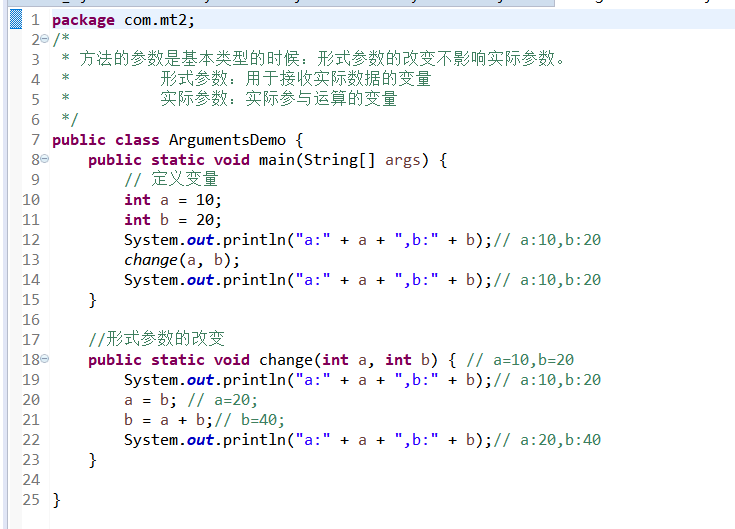 1 package com.mt2;
2 /*
3  * 方法的参数是基本类型的时候：形式参数的改变不影响实际参数。
4  *          形式参数：用于接收实际数据的变量
5  *          实际参数：实际参与运算的变量
6  */
7 public class ArgumentsDemo {
8     public static void main(String[] args) {
9         // 定义变量
10         int a = 10;
11         int b = 20;
12         System.out.println("a:" + a + ",b:" + b);// a:10,b:20
13         change(a, b);
14         System.out.println("a:" + a + ",b:" + b);// a:10,b:20
15     }
16
17     //形式参数的改变
18     public static void change(int a, int b) { // a=10,b=20
19         System.out.println("a:" + a + ",b:" + b);// a:10,b:20
20         a = b; // a=20;
21         b = a + b;// b=40;
22         System.out.println("a:" + a + ",b:" + b);// a:20,b:40
23     }
24
25 }